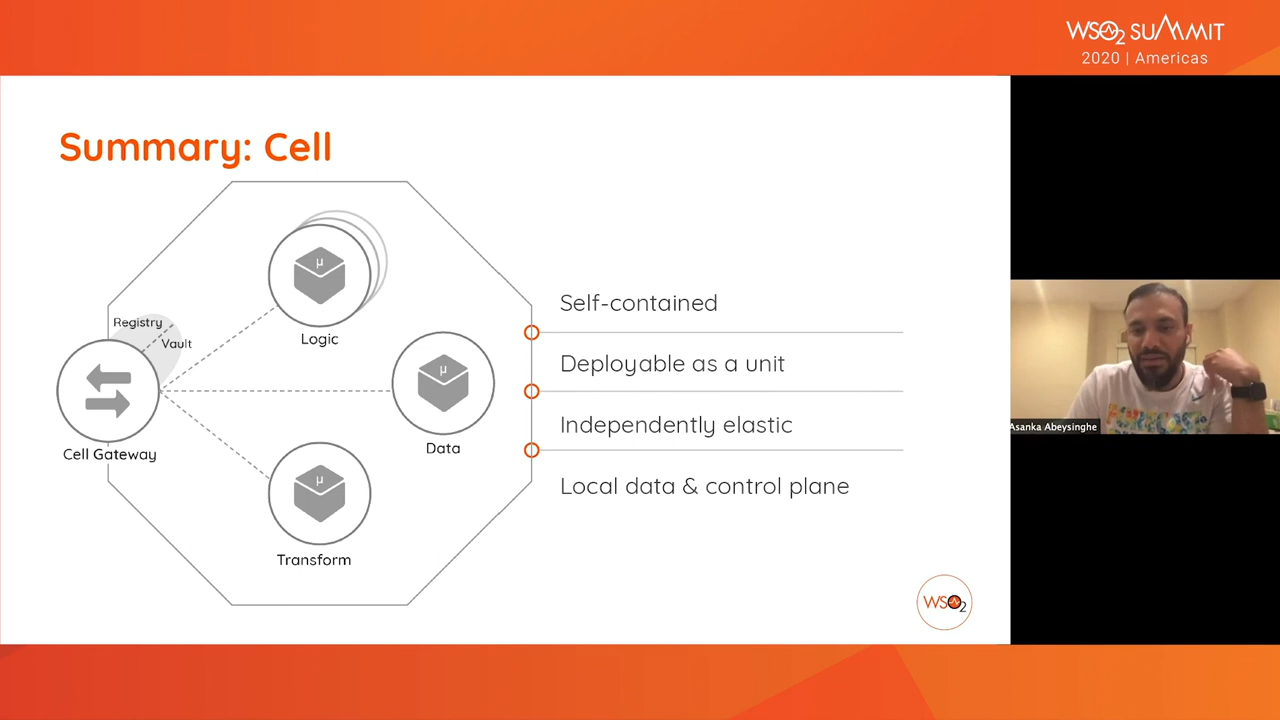 WSO2 SUMMIT
2020 | Americas
Summary: Cell
Registry
Vault
µ
Logic
µ
Data
Cell Gateway
µ
Transform
Self-contained
Deployable as a unit
Independently elastic
Local data & control plane
WSO2
Asanka Abeysinghe